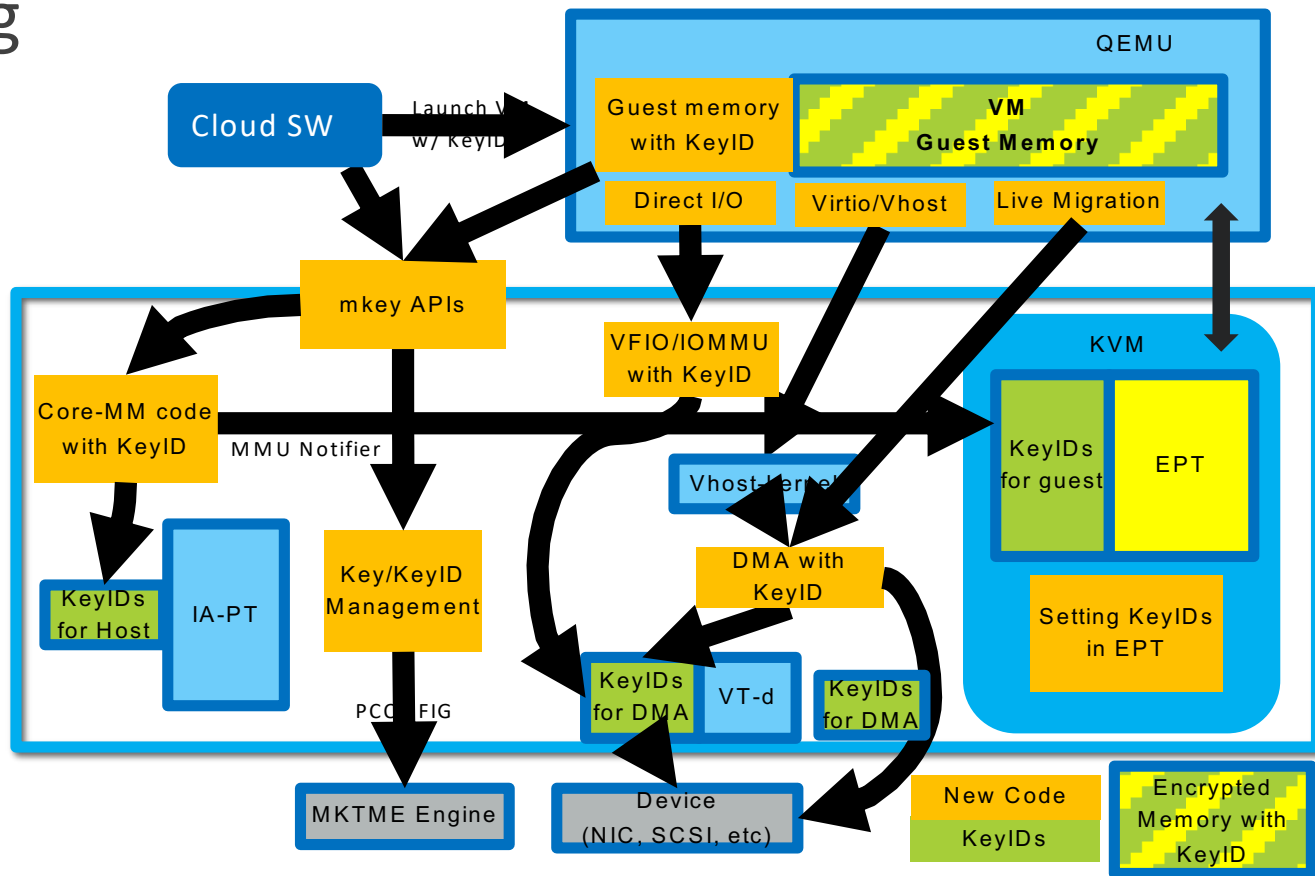 g
QEMU
Cloud SW
Launch VM
w/ KeyID
Guest memory
with KeyID
VM
Guest Memory
Direct I/O
Virtio/Vhost
Live Migration
mkey APIs
VFIO/IOMMU
with KeyID
KVM
Core-MM code
with KeyID
MMU Notifier
KeyIDs
for guest
EPT
Vhost-kernel
Key/KeyID
Management
DMA with
KeyID
KeyIDs
for Host
IA-PT
Setting KeyIDs
in EPT
KeyIDs
for DMA
VT-d
KeyIDs
for DMA
PCONFIG
MKTME Engine
Device
(NIC, SCSI, etc)
New Code
KeyIDs
Encrypted
Memory with
KeyID